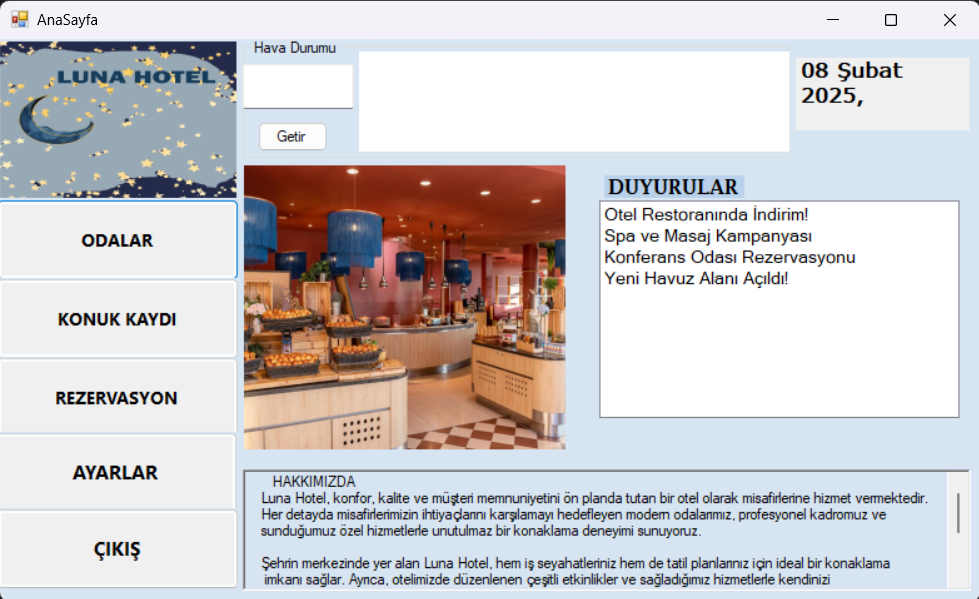 AnaSayfa
LUNA HOTEL
ODALAR
KONUK KAYDI
REZERVASYON
AYARLAR
ÇIKIŞ
Hava Durumu
Getir
08 Şubat
2025,
DUYURULAR
Otel Restoranında İndirim!
Spa ve Masaj Kampanyası
Konferans Odası Rezervasyonu
Yeni Havuz Alanı Açıldı!
HAKKIMIZDA
Luna Hotel, konfor, kalite ve müşteri memnuniyetini ön planda tutan bir otel olarak misafirlerine hizmet vermektedir.
Her detayda misafirlerimizin ihtiyaçlarını karşılamayı hedefleyen modern odalarımız, profesyonel kadromuz ve
sunduğumuz özel hizmetlerle unutulmaz bir konaklama deneyimi sunuyoruz.
Şehrin merkezinde yer alan Luna Hotel, hem iş seyahatleriniz hem de tatil planlarınız için ideal bir konaklama
imkanı sağlar. Ayrıca, otelimizde düzenlenen çeşitli etkinlikler ve sağladığımız hizmetlerle kendinizi